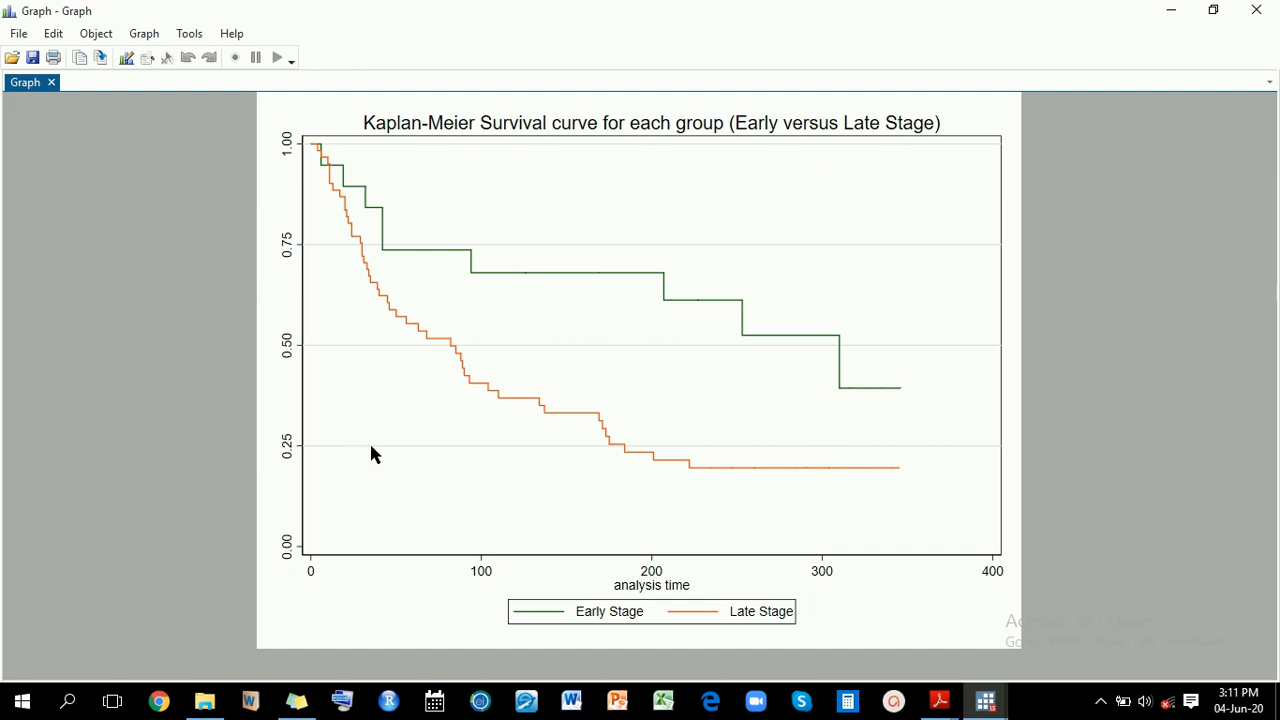 Graph - Graph
File Edit Object Graph Tools Help
Graph
Kaplan-Meier Survival curve for each group (Early versus Late Stage)
1.00
0.75
0.50
0.25
0.00
0 100 200 300 400
analysis time
Early Stage Late Stage
3:11 PM
04-Jun-20